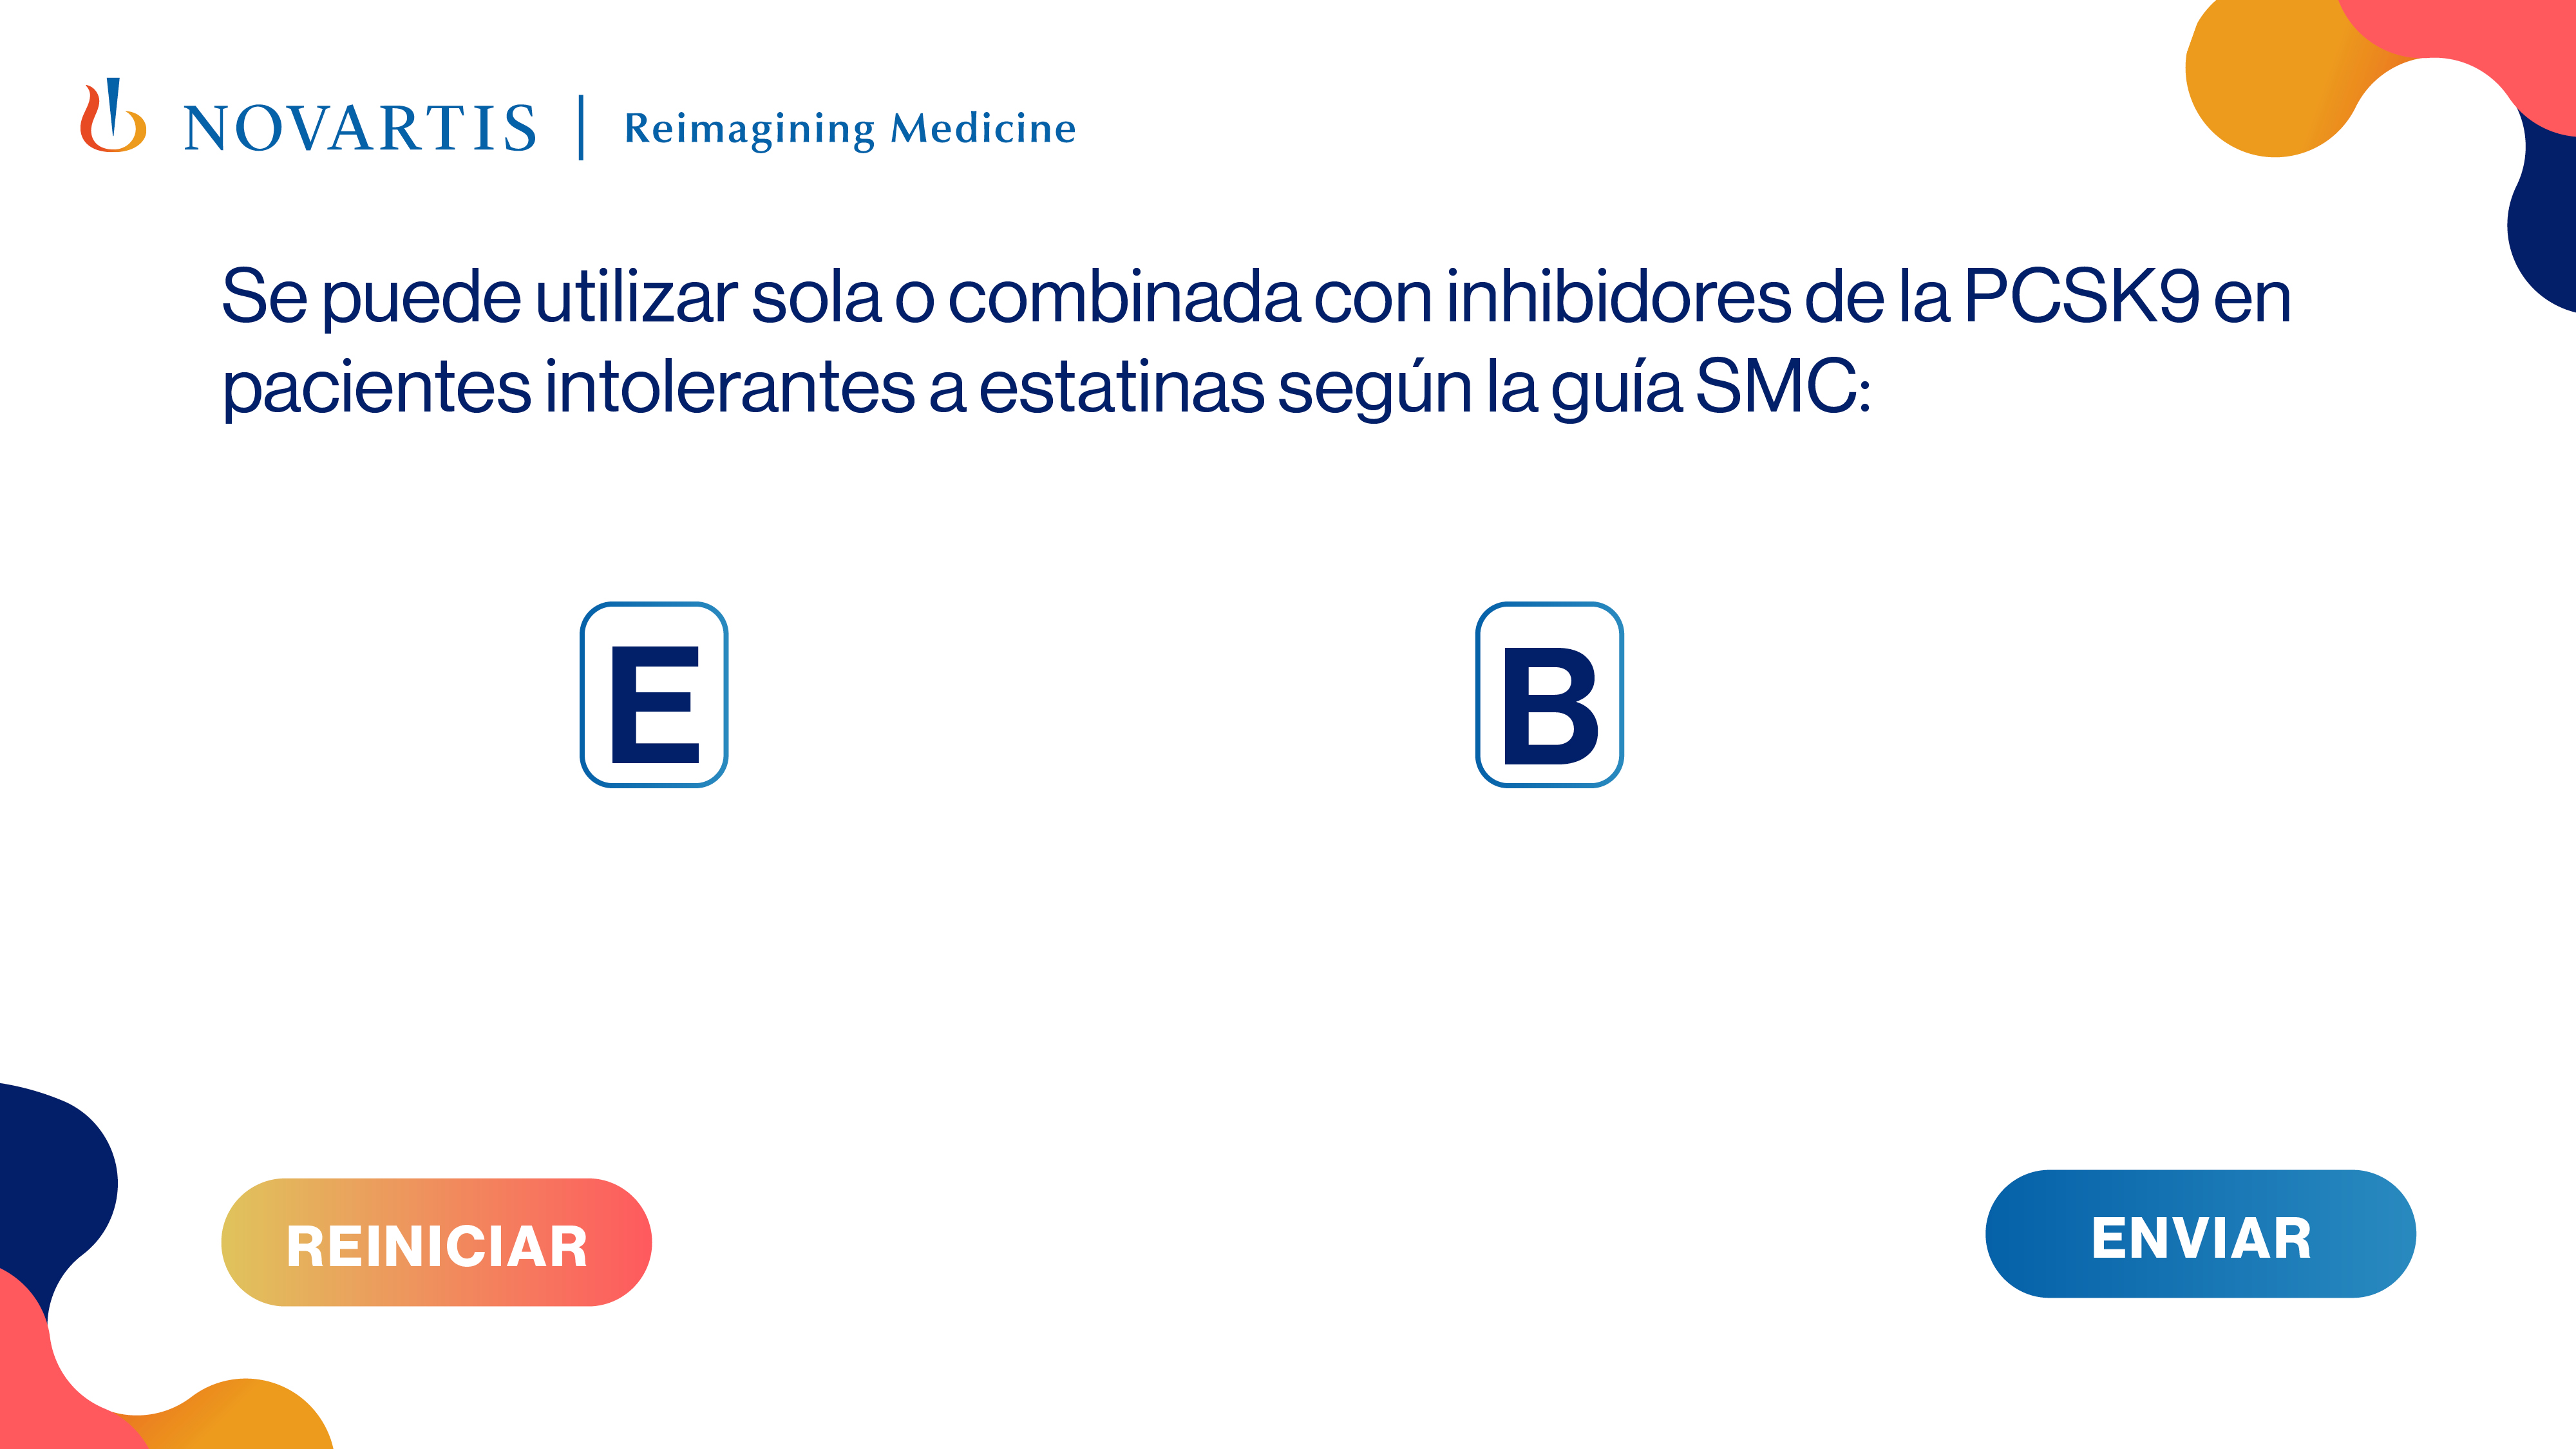 NOVARTIS | Reimagining Medicine
Se puede utilizar sola o combinada con inhibidores de la PCSK9 en
pacientes intolerantes a estatinas según la guía SMC:
E B
REINICIAR ENVIAR